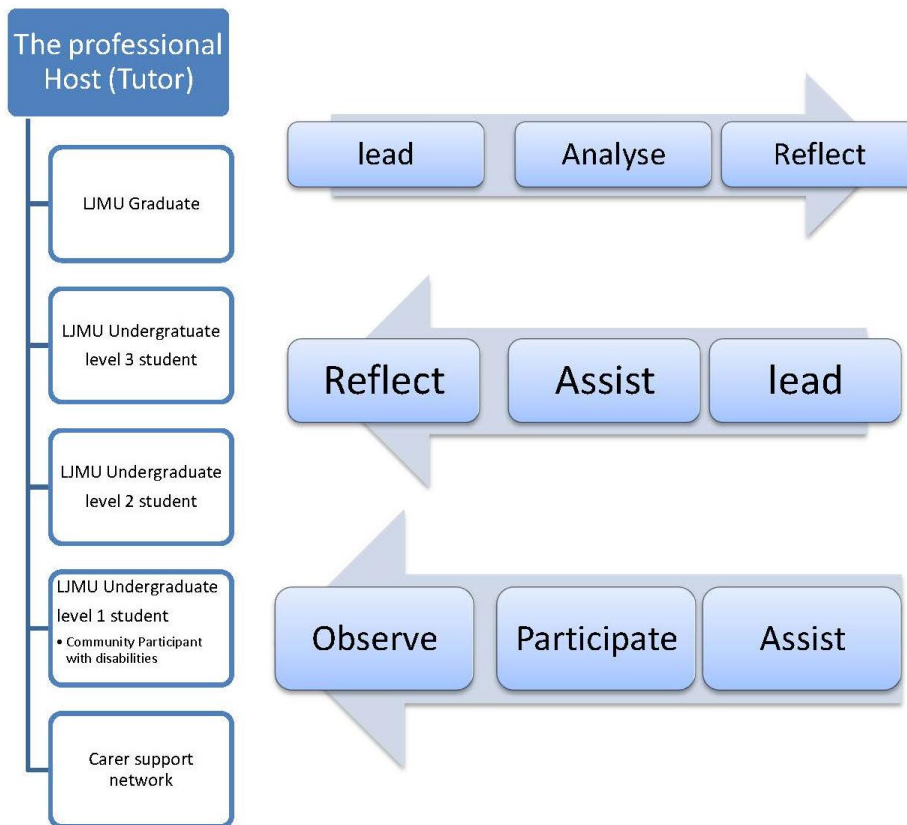 The professional
Host (Tutor)
LJMU Graduate
LJMU Undergratuate
level 3 student
LJMU Undergraduate
level 2 student
LJMU Undergraduate
level 1 student
• Community Participant
with disabilities
Carer support
network
lead
Analyse
Reflect
Reflect
Assist
lead
Observe
Participate
Assist